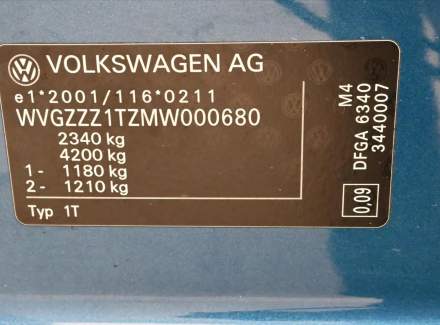 VOLKSWAGEN AG
e1*2001/116*0211
WVGZZZ1TZMW000680
2340 kg
4200 kg
1- 1180 kg
2- 1210 kg
Typ 1T
M4
DFGA 6340
3440007
0,09